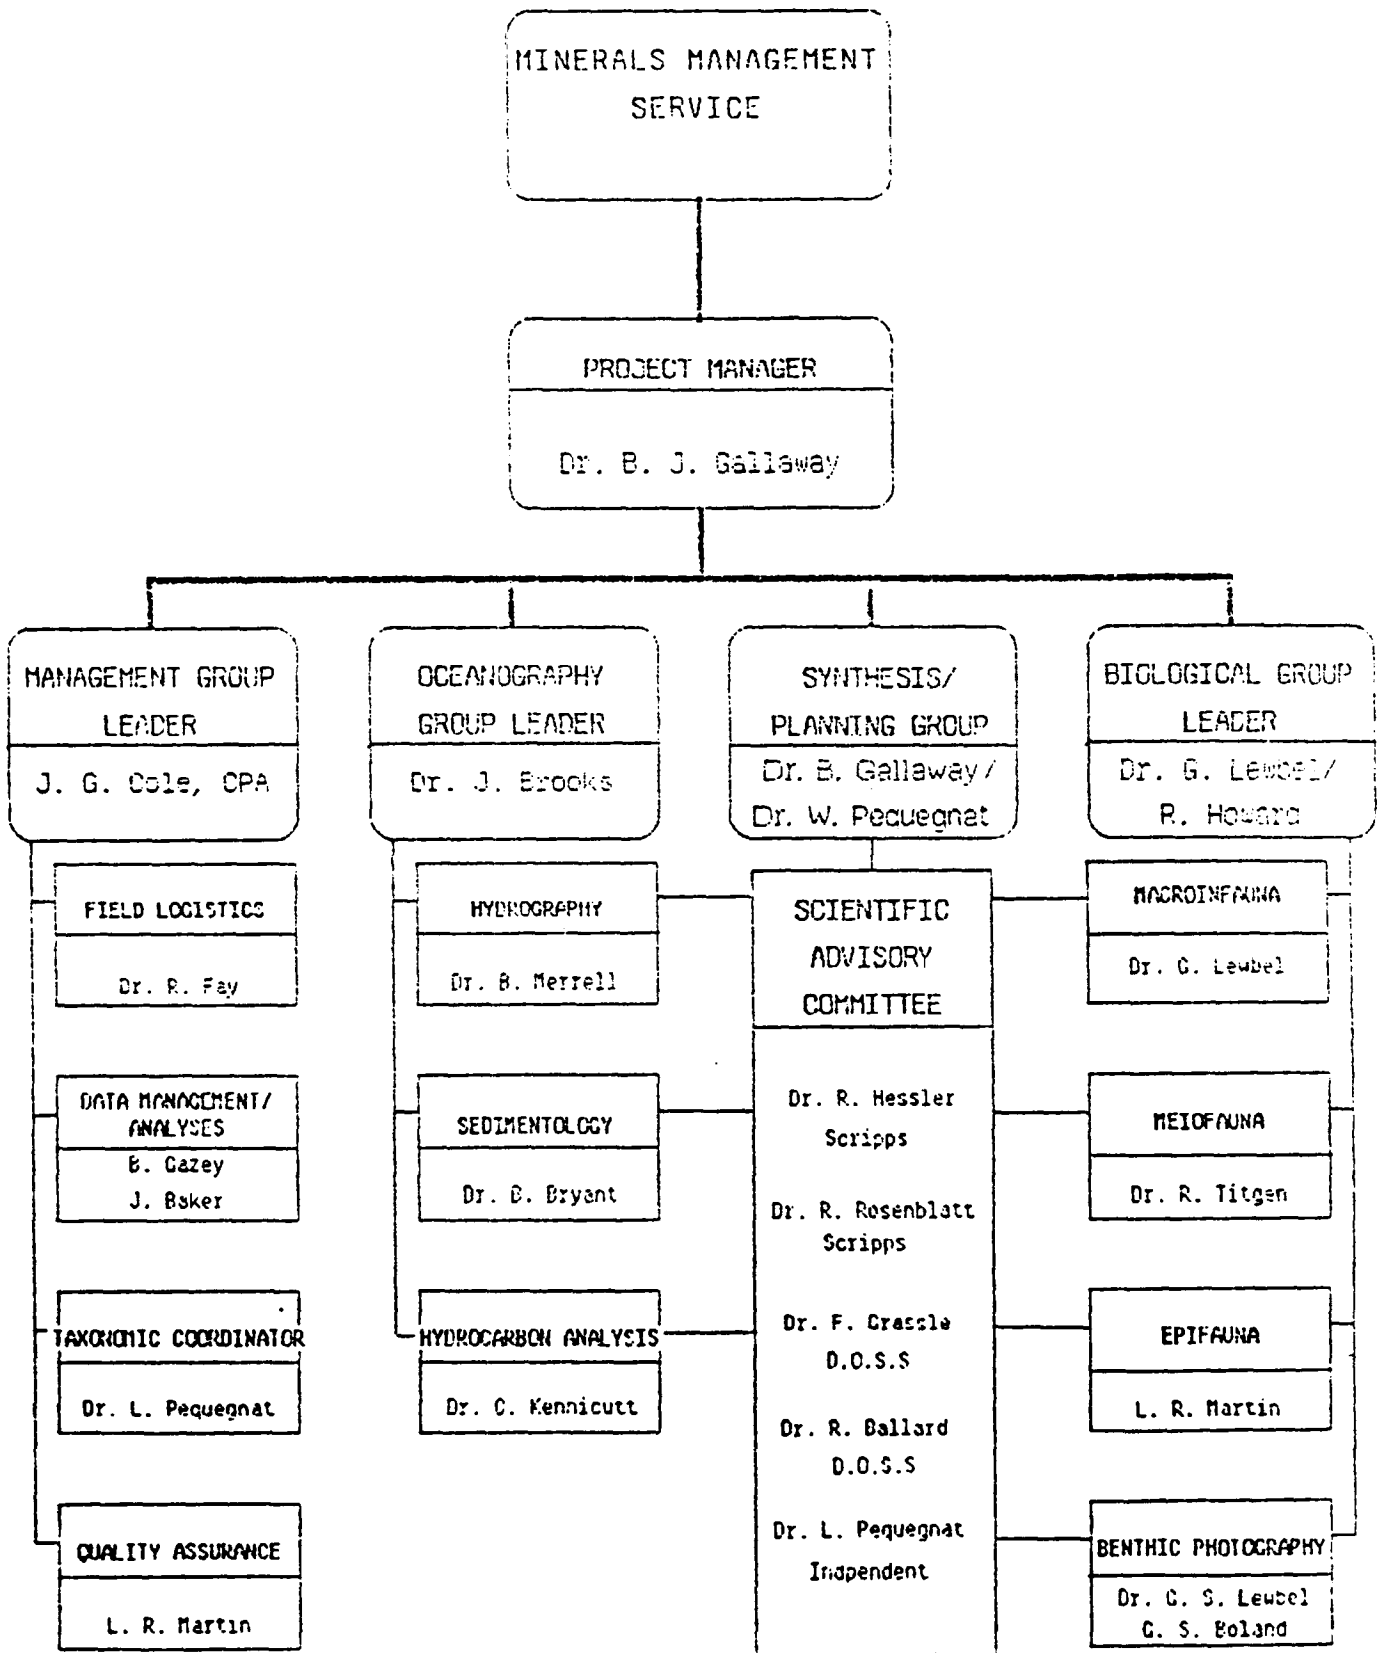 MINERALS MANAGEMENT
SERVICE
PROJECT MANAGER
Dr. B. J. Gallaway
MANAGEMENT GROUP
LEADER
J. G. Cole, CPA
OCEANOGRAPHY
GROUP LEADER
Dr. J. Brooks
SYNTHESIS/
PLANNING GROUP
Dr. B. Gallaway/
Dr. W. Pequegnat
BIOLOGICAL GROUP
LEADER
Dr. G. Lewbel/
R. Howard
FIELD LOGISTICS
Dr. R. Fay
DATA MANAGEMENT/
ANALYSES
B. Gazey
J. Baker
TAXONOMIC COORDINATOR
Dr. L. Pequegnat
QUALITY ASSURANCE
L. R. Martin
HYDROGRAPHY
Dr. B. Merrell
SEDIMENTOLOGY
Dr. B. Bryant
HYDROCARBON ANALYSIS
Dr. C. Kennicutt
SCIENTIFIC
ADVISORY
COMMITTEE
Dr. R. Hessler
Scripps
Dr. R. Rosenblatt
Scripps
Dr. F. Grassle
D.O.S.S
Dr. R. Ballard
D.O.S.S
Dr. L. Pequegnat
Indpendent
MACROINFAUNA
Dr. G. Lewbel
MEIOFAUNA
Dr. R. Titgen
EPIFAUNA
L. R. Martin
BENTHIC PHOTOGRAPHY
Dr. G. S. Lewbel
G. S. Boland